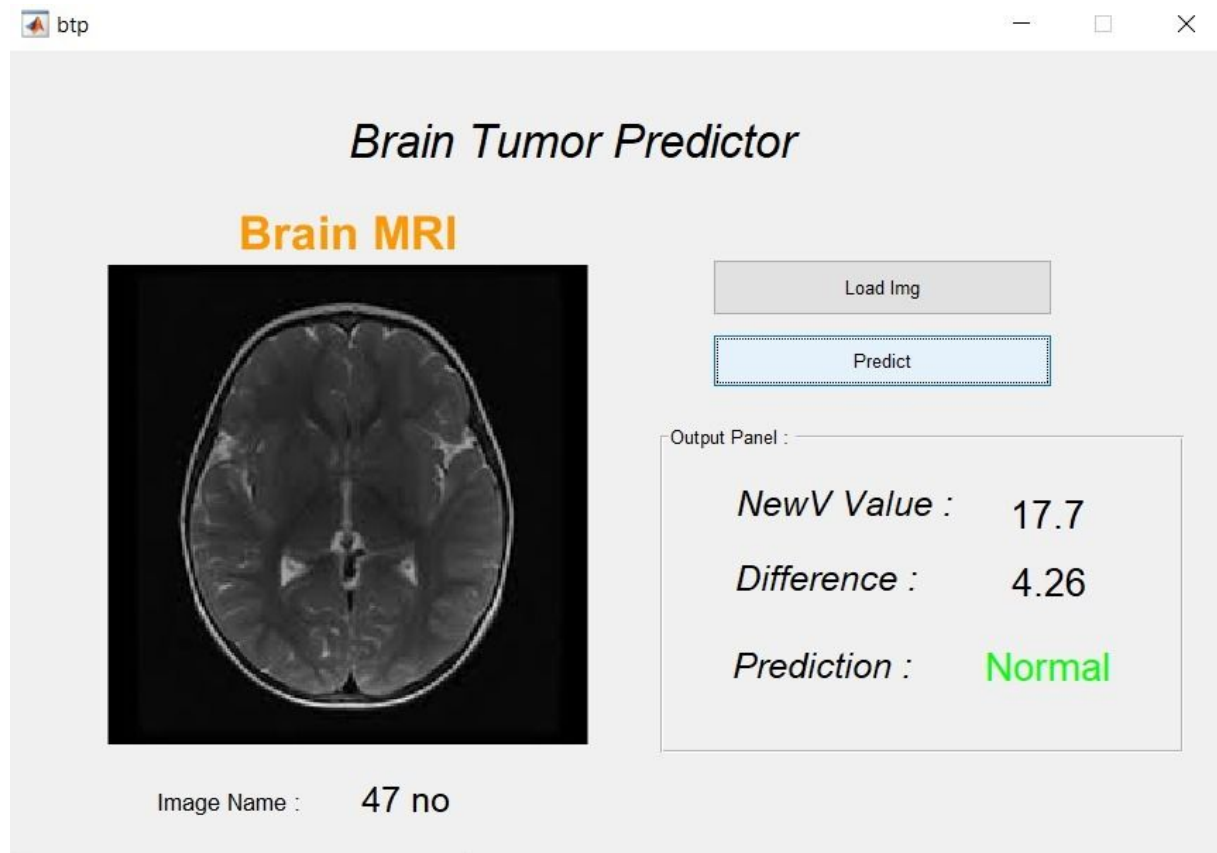 btp
Brain Tumor Predictor
Brain MRI
Load Img
Predict
Output Panel :
NewV Value : 17.7
Difference : 4.26
Prediction : Normal
Image Name : 47 no